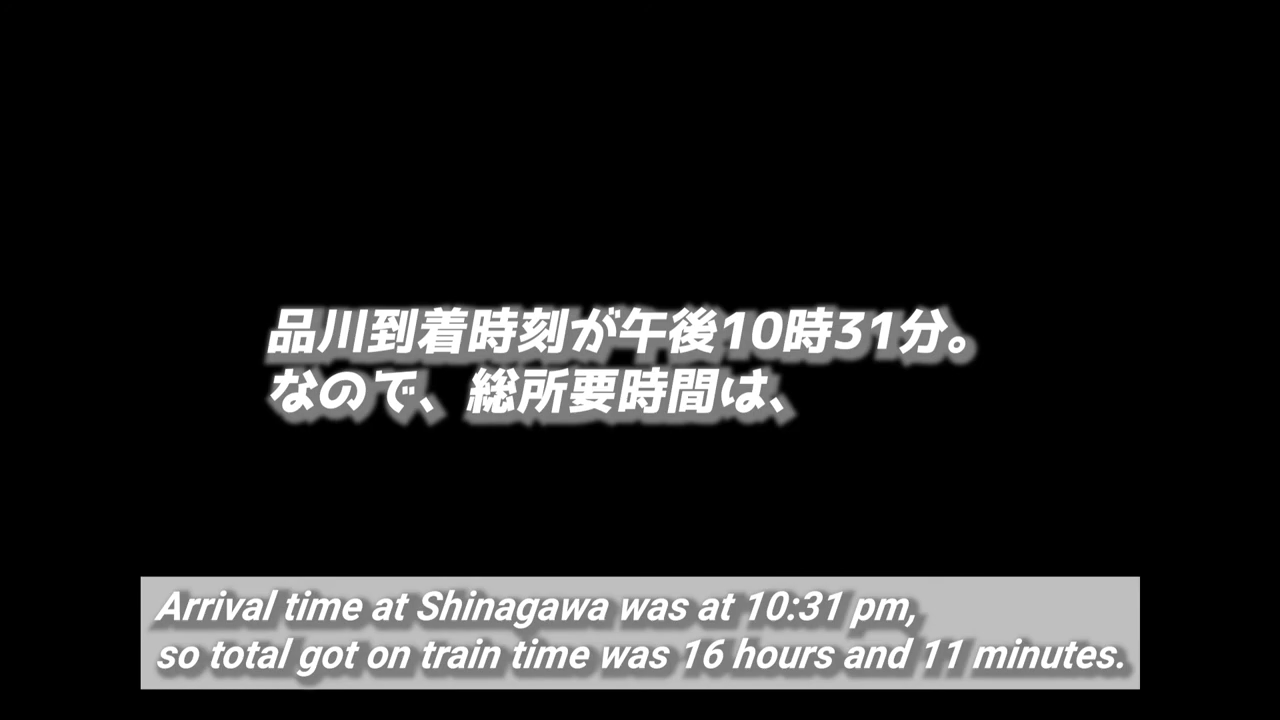 品川到着時刻が午後10時31分。
なので、総所要時間は、
Arrival time at Shinagawa was at 10:31 pm,
so total got on train time was 16 hours and 11 minutes.